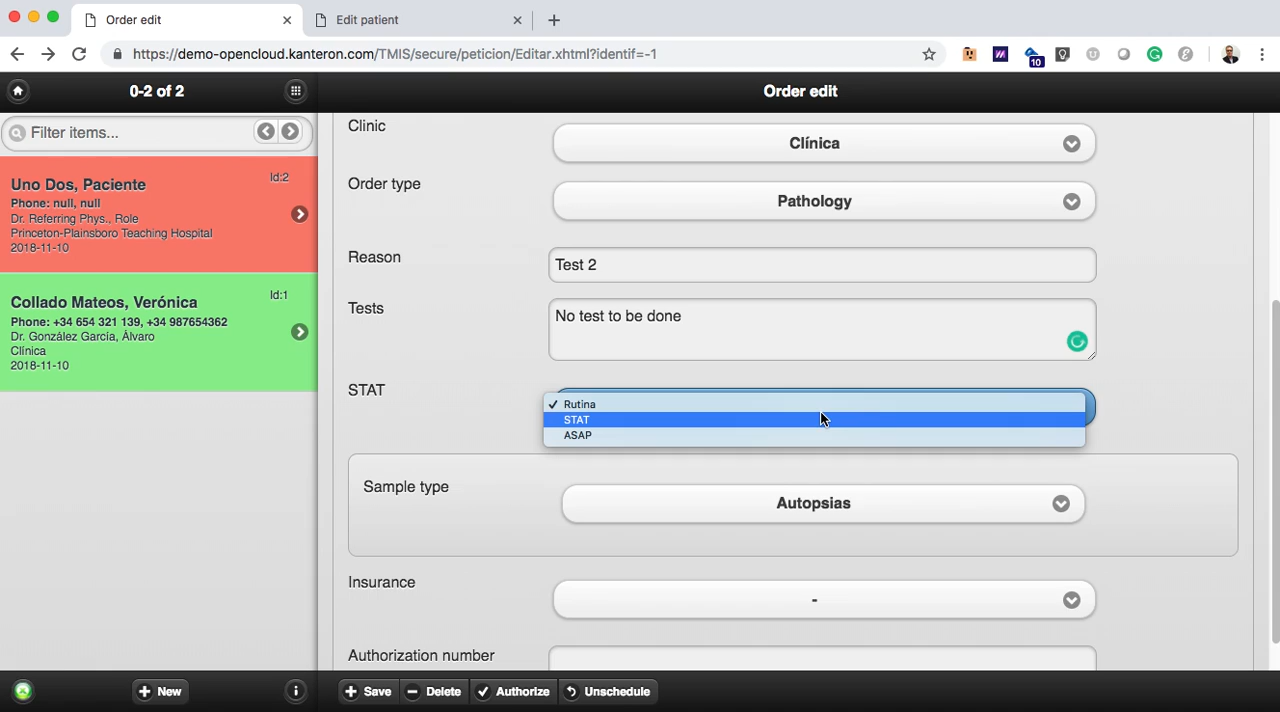 Order edit
Edit patient
https://demo-opencloud.kanteron.com/TMIS/secure/peticion/Editar.xhtml?identif=-1
10
0-2 of 2
Order edit
Filter items...
Uno Dos, Paciente
Id:2
Phone: null, null
Dr. Referring Phys., Role
Princeton-Plainsboro Teaching Hospital
2018-11-10
Collado Mateos, Verónica
Id:1
Phone: +34 654 321 139, +34 987654362
Dr. González García, Álvaro
Clínica
2018-11-10
Clinic
Clínica
Order type
Pathology
Reason
Test 2
Tests
No test to be done
STAT
Rutina
STAT
ASAP
Sample type
Autopsias
Insurance
-
Authorization number
New
Save
Delete
Authorize
Unschedule